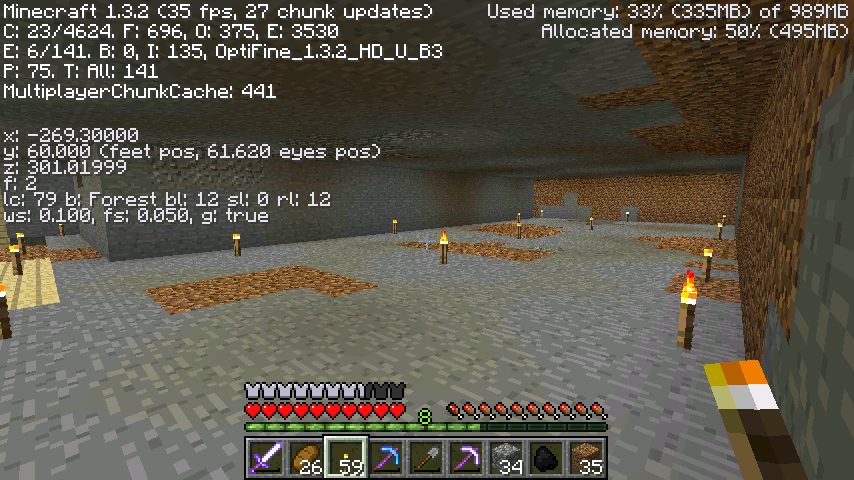 Minecraft 1.3.2 (35 fps, 27 chunk updates)
C: 23/4624, F: 696, O: 375, E: 3530
E: 6/141. B: 0, I: 135, OptiFine_1.3.2_HD_U_B3
P: 75. T: All: 141
MultiplayerChunkCache: 441
x: -269.30000
y: 60.000 (feet pos, 61.620 eyes pos)
z: 301.01999
f: 2
lc: 79 b: Forest bl: 12 sl: 0 rl: 12
ws: 0.100, fs: 0.050, g: true
Used memory: 33% (335MB) of 989MB
Allocated memory: 50% (495MB)
8
26 59 34 35